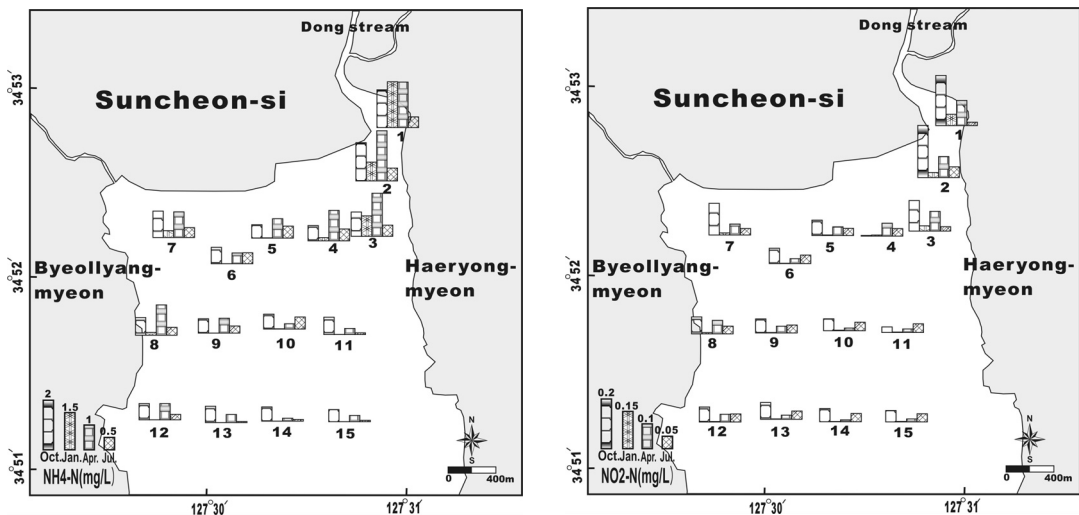 Dong stream
34°53′
Suncheon-si
1
2
3
4
5
7
6
34°52′
Byeollyang-
myeon
Haeryong-
myeon
8
9
10
11
2
1.5
1
0.5
12
13
14
15
N
S
Oct. Jan. Apr. Jul.
NH4-N(mg/L)
0 400m
34°51′
127°30′
127°31′
Dong stream
34°53′
Suncheon-si
1
2
3
4
5
7
6
34°52′
Byeollyang-
myeon
Haeryong-
myeon
8
9
10
11
0.2
0.15
0.1
0.05
12
13
14
15
N
S
Oct. Jan. Apr. Jul.
NO2-N(mg/L)
0 400m
34°51′
127°30′
127°31′